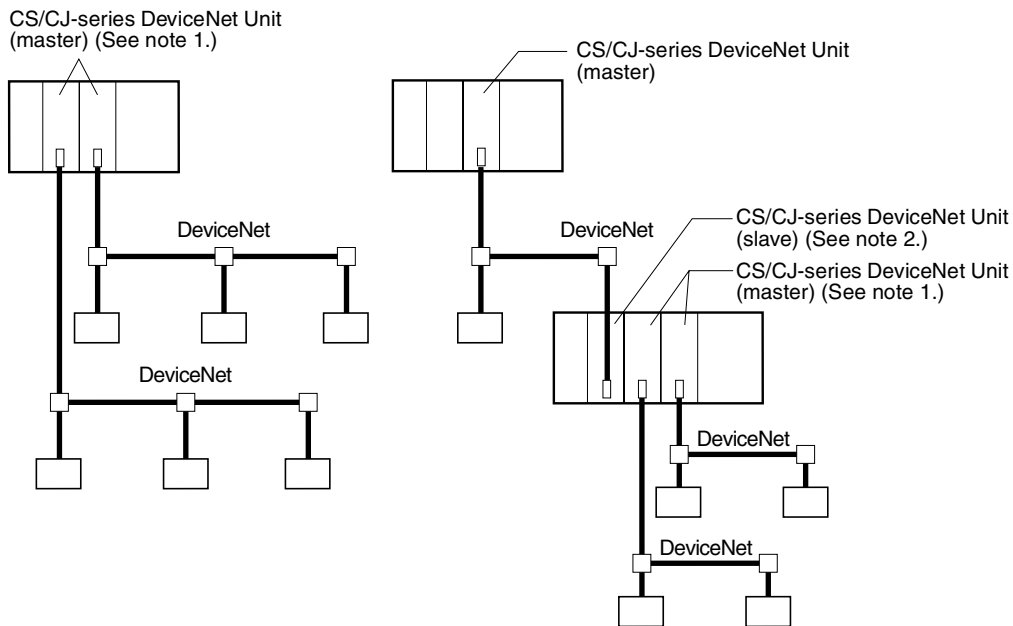 CS/CJ-series DeviceNet Unit
(master) (See note 1.)
CS/CJ-series DeviceNet Unit
(master)
DeviceNet
DeviceNet
CS/CJ-series DeviceNet Unit
(slave) (See note 2.)
CS/CJ-series DeviceNet Unit
(master) (See note 1.)
DeviceNet
DeviceNet
DeviceNet